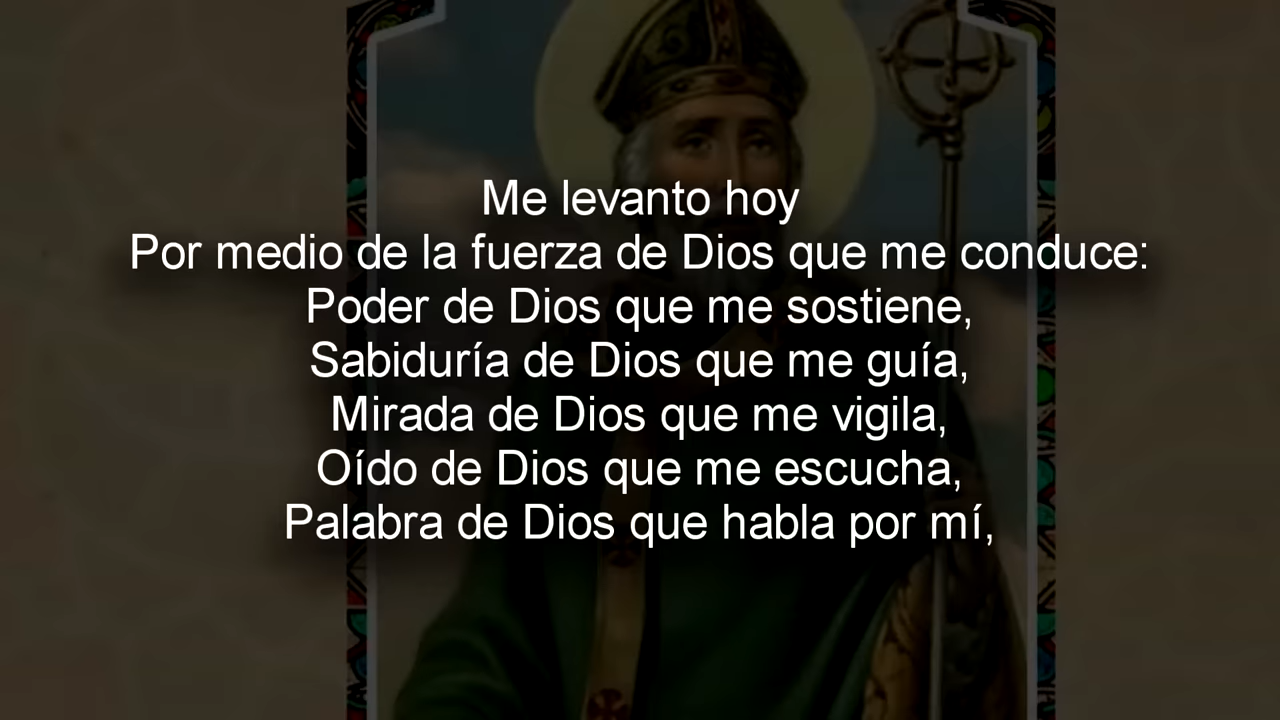 Me levanto hoy
Por medio de la fuerza de Dios que me conduce:
Poder de Dios que me sostiene,
Sabiduría de Dios que me guía,
Mirada de Dios que me vigila,
Oído de Dios que me escucha,
Palabra de Dios que habla por mí,